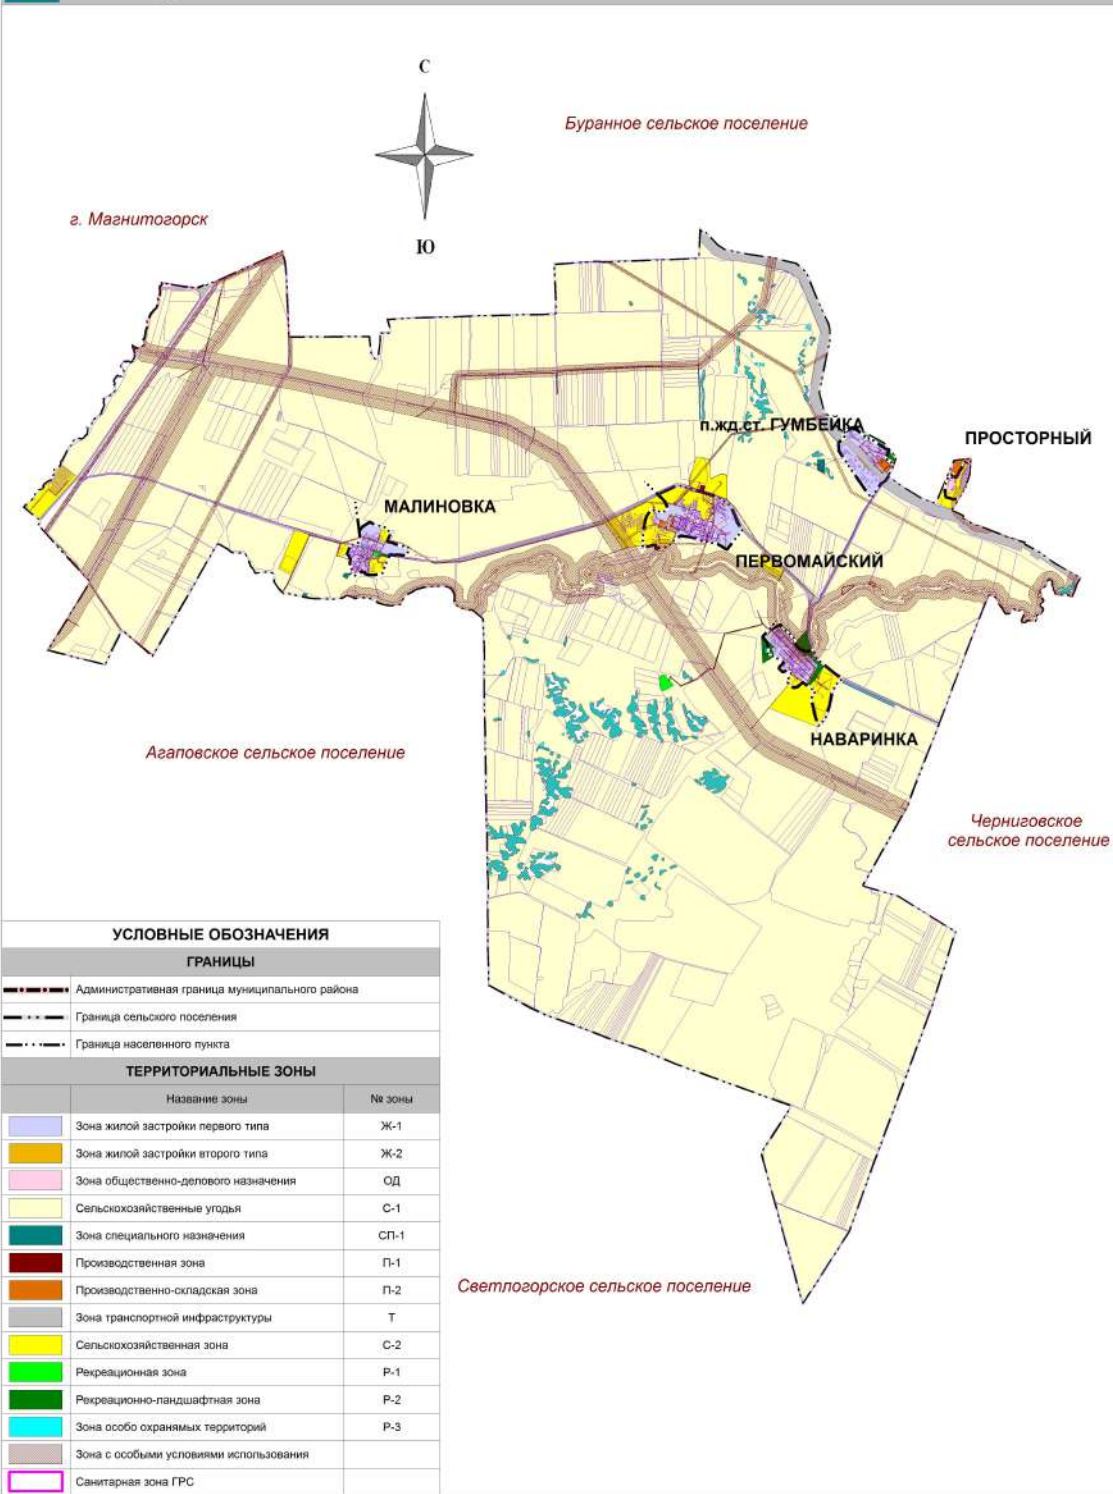 С
Буранное сельское поселение
г. Магнитогорск
Ю
п.жд.ст. ГУМБЕЙКА
ПРОСТОРНЫЙ
МАЛИНОВКА
ПЕРВОМАЙСКИЙ
НАВАРИНКА
Агаповское сельское поселение
Черниговское
сельское поселение
УСЛОВНЫЕ ОБОЗНАЧЕНИЯ
ГРАНИЦЫ
Административная граница муниципального района
Граница сельского поселения
Граница населенного пункта
ТЕРРИТОРИАЛЬНЫЕ ЗОНЫ
Название зоны № зоны
Зона жилой застройки первого типа Ж-1
Зона жилой застройки второго типа Ж-2
Зона общественно-делового назначения ОД
Сельскохозяйственные угодья С-1
Зона специального назначения СП-1
Производственная зона П-1
Производственно-складская зона П-2
Светлогорское сельское поселение
Зона транспортной инфраструктуры Т
Сельскохозяйственная зона С-2
Рекреационная зона Р-1
Рекреационно-ландшафтная зона Р-2
Зона особо охранямых территорий Р-3
Зона с особыми условиями использования
Санитарная зона ГРС